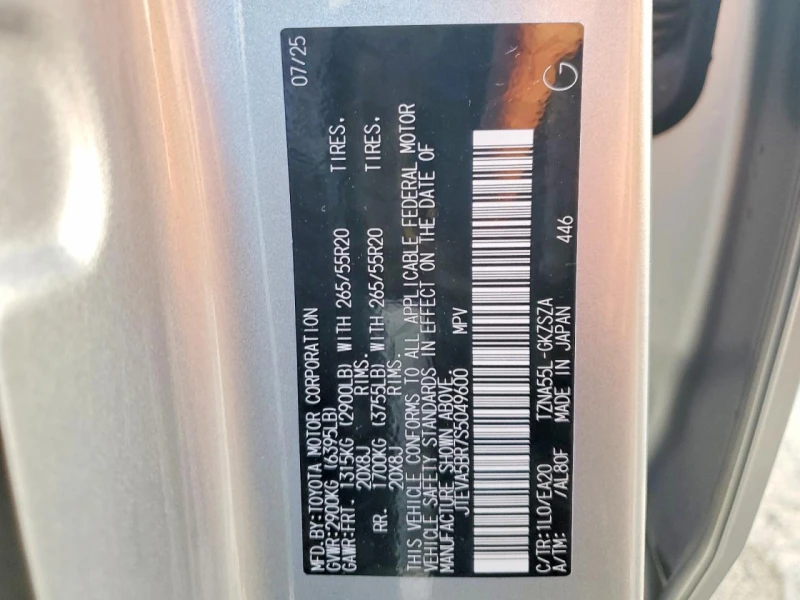 MFD.BY:TOYOTA MOTOR CORPORATION 07/25
GVWR:2900KG (6395LB)
GAWR:FRT. 1315KG (2900LB) WITH 265/55R20 TIRES.
20X8J RIMS.
RR. 1700KG (3755LB) WITH 265/55R20 TIRES.
20X8J RIMS.
THIS VEHICLE CONFORMS TO ALL APPLICABLE FEDERAL MOTOR
VEHICLE SAFETY STANDARDS IN EFFECT ON THE DATE OF
MANUFACTURE SHOWN ABOVE.
JTEVA5BR7S5049600 MPV
C/TR:1L0/EA20 TZNA55L-GKZSZA
A/TM: /AL80F MADE IN JAPAN 446
G